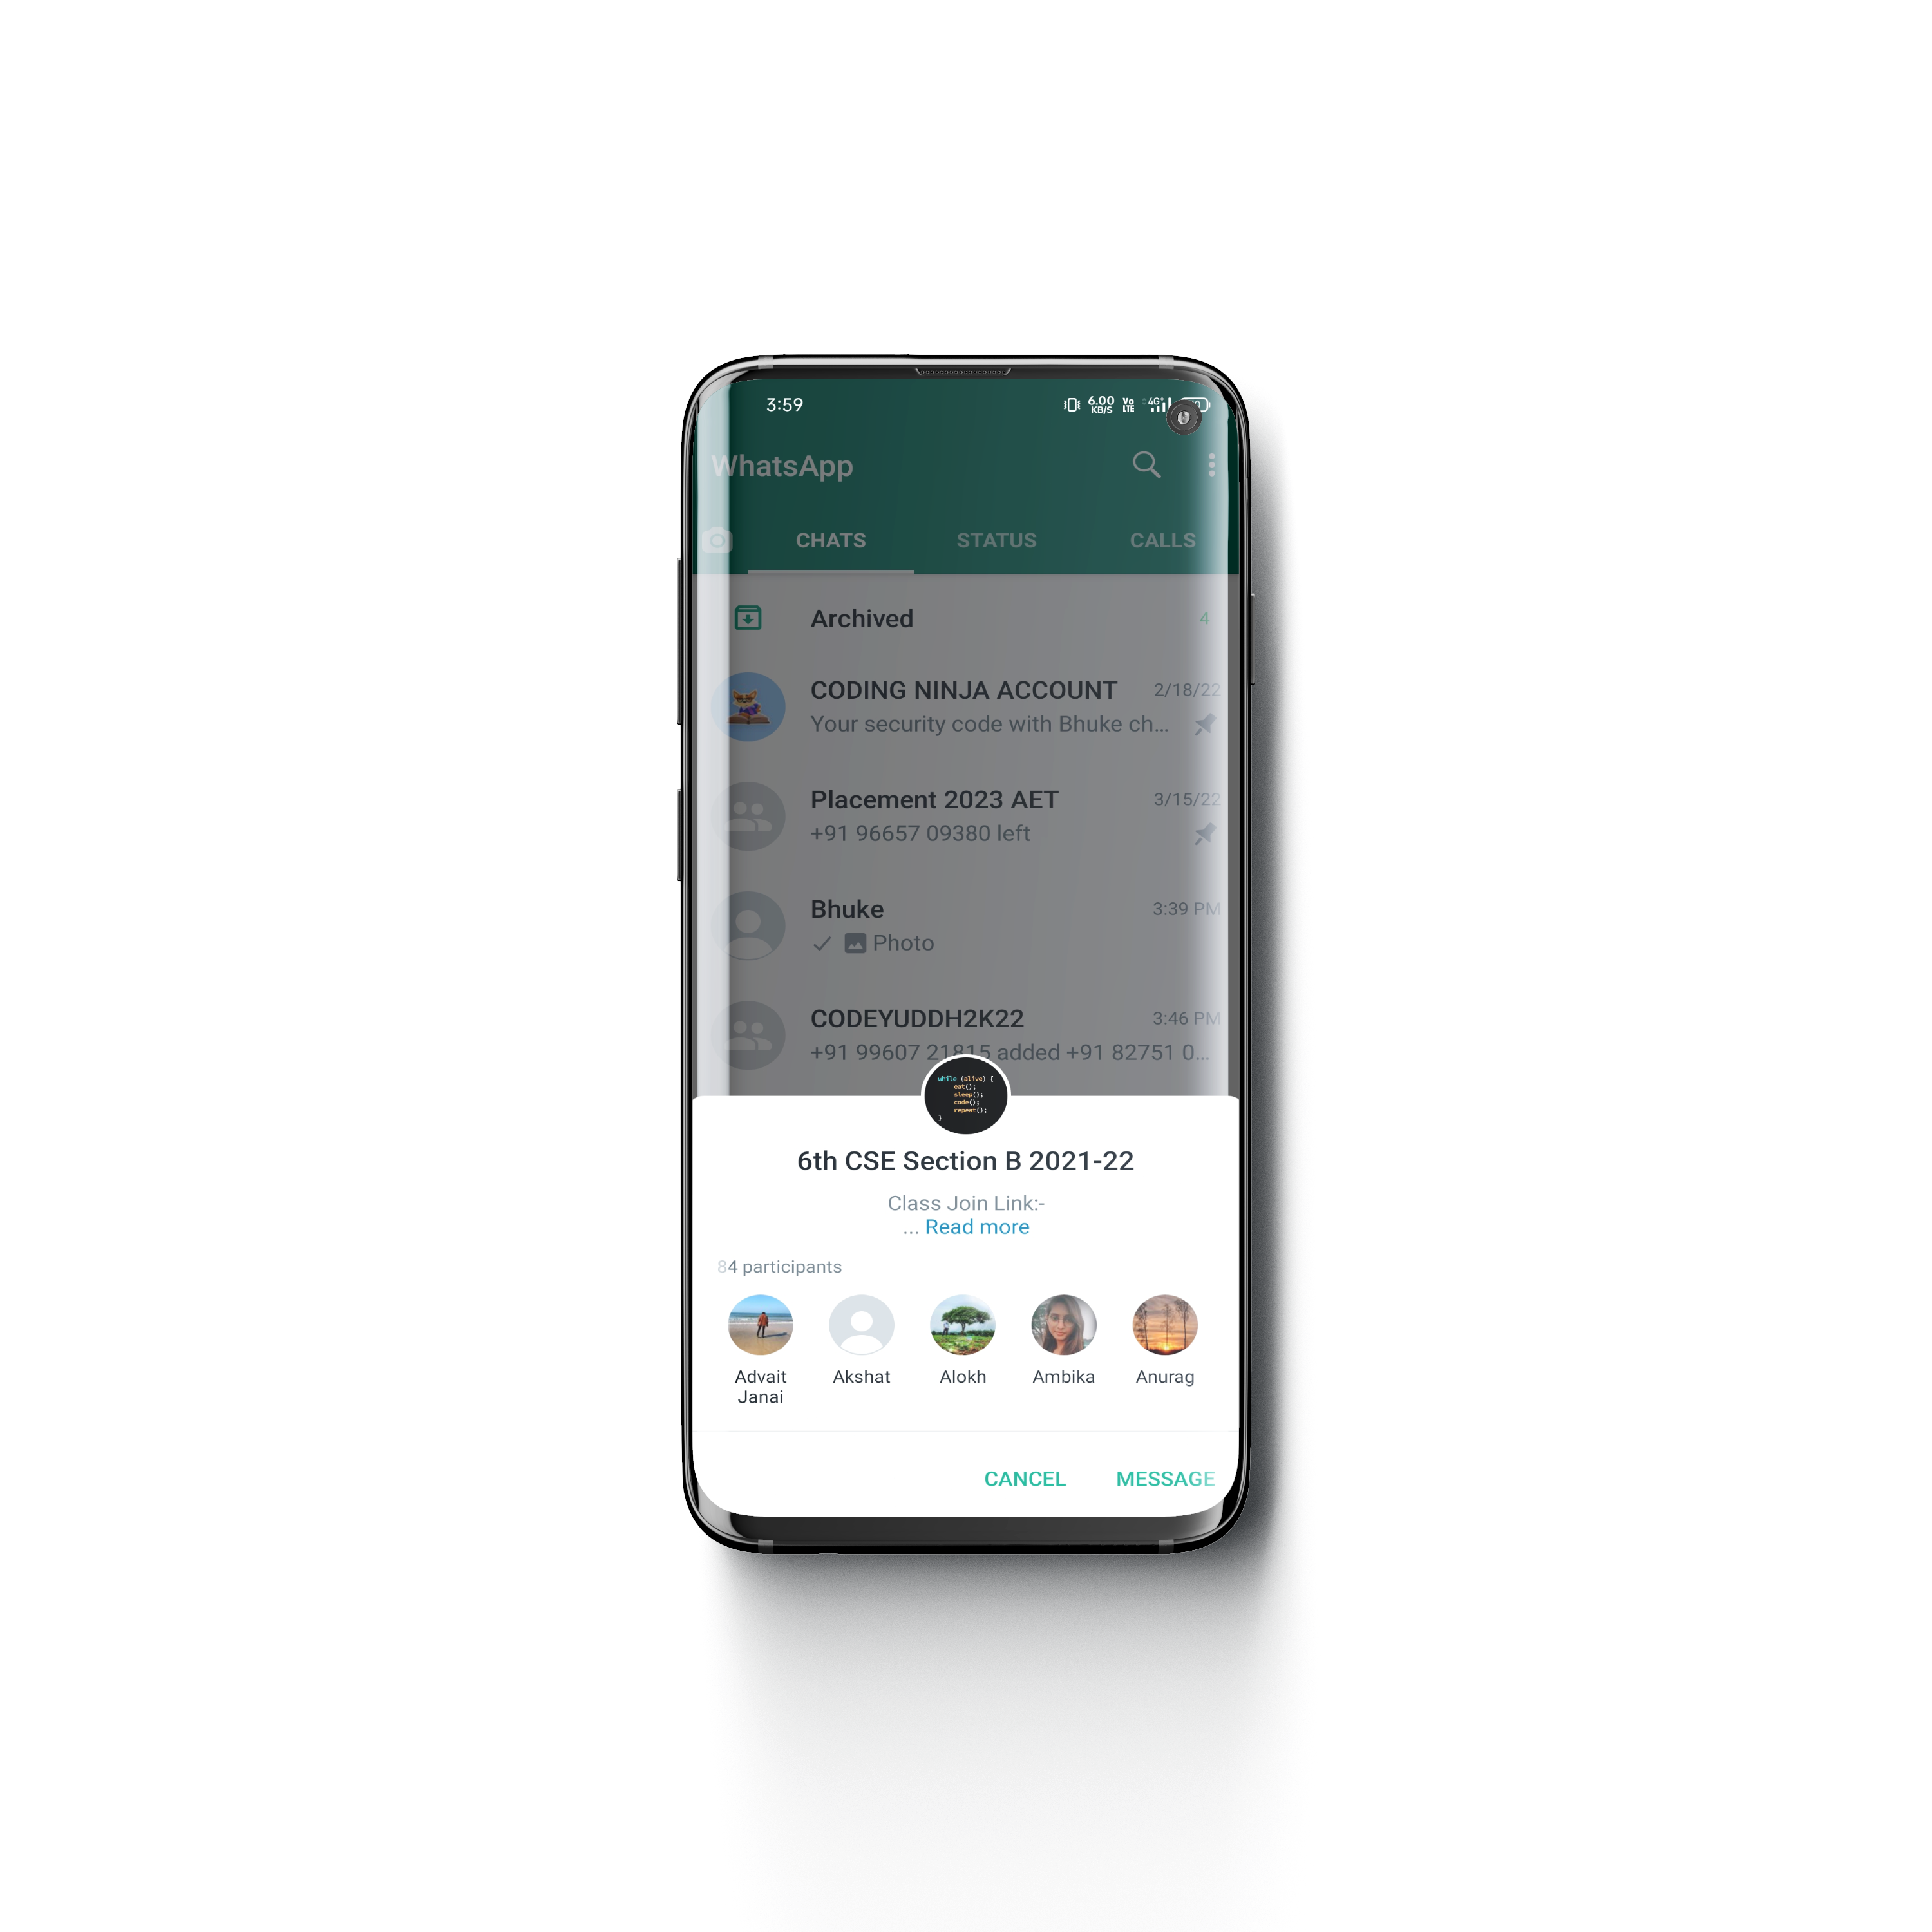 3:59
6.00
KB/S
Vo
LTE
4G+
WhatsApp
CHATS
STATUS
CALLS
Archived
4
CODING NINJA ACCOUNT
2/18/22
Your security code with Bhuke ch...
Placement 2023 AET
3/15/22
+91 96657 09380 left
Bhuke
3:39 PM
Photo
CODEYUDDH2K22
3:46 PM
+91 99607 21815 added +91 82751 0...
while (alive) {
eat();
sleep();
code();
repeat();
}
6th CSE Section B 2021-22
Class Join Link:-
... Read more
84 participants
Advait
Janai
Akshat
Alokh
Ambika
Anurag
CANCEL
MESSAGE